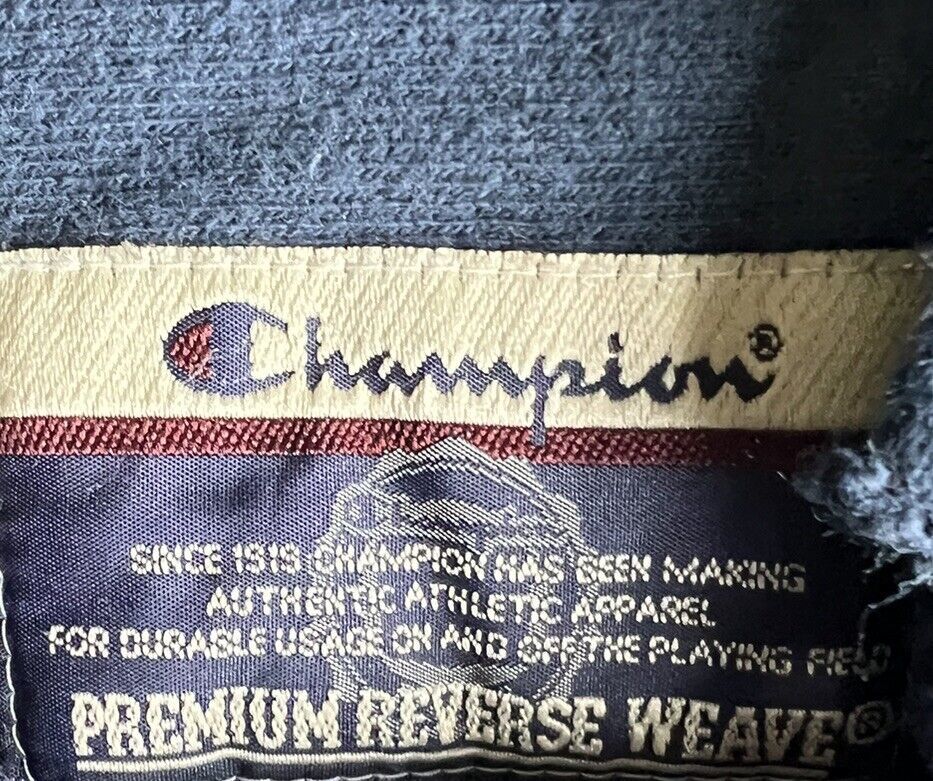 Champion®
SINCE 1919 CHAMPION HAS BEEN MAKING
AUTHENTIC ATHLETIC APPAREL
FOR DURABLE USAGE ON AND OFF THE PLAYING FIELD
PREMIUM REVERSE WEAVE®